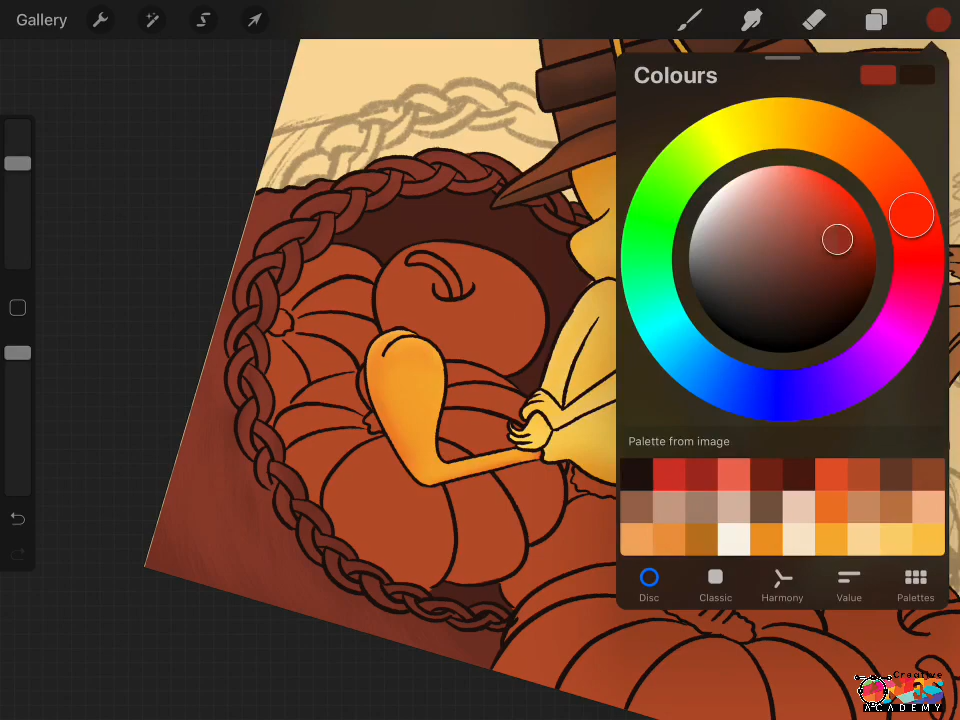 Gallery
Colours
Palette from image
Disc
Classic
Harmony
Value
Palettes
Creative
ACADEMY